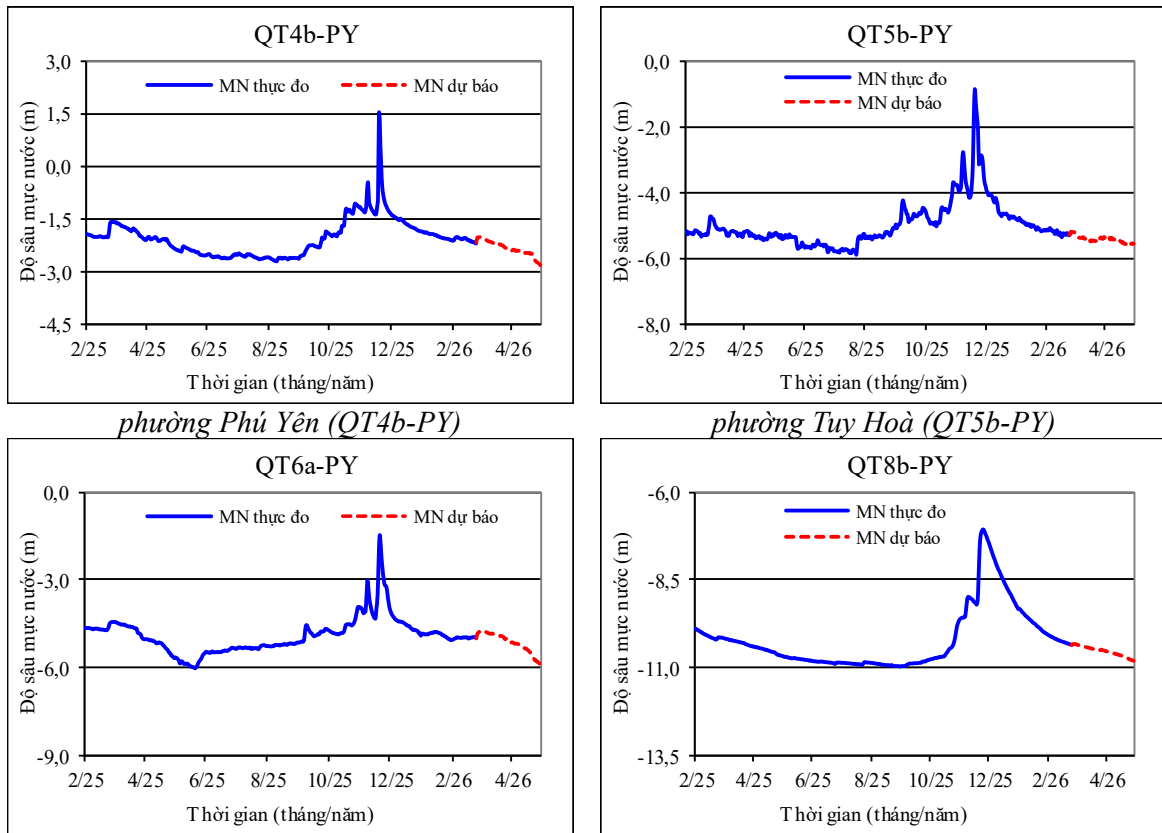 QT4b-PY
MN thực đo
MN dự báo
Độ sâu mực nước (m)
3,0
1,5
0,0
-1,5
-3,0
-4,5
2/25 4/25 6/25 8/25 10/25 12/25 2/26 4/26
Thời gian (tháng/năm)
QT5b-PY
MN thực đo
MN dự báo
Độ sâu mực nước (m)
0,0
-2,0
-4,0
-6,0
-8,0
2/25 4/25 6/25 8/25 10/25 12/25 2/26 4/26
Thời gian (tháng/năm)
phường Phú Yên (QT4b-PY)
phường Tuy Hoà (QT5b-PY)
QT6a-PY
MN thực đo
MN dự báo
Độ sâu mực nước (m)
0,0
-3,0
-6,0
-9,0
2/25 4/25 6/25 8/25 10/25 12/25 2/26 4/26
Thời gian (tháng/năm)
QT8b-PY
MN thực đo
MN dự báo
Độ sâu mực nước (m)
-6,0
-8,5
-11,0
-13,5
2/25 4/25 6/25 8/25 10/25 12/25 2/26 4/26
Thời gian (tháng/năm)